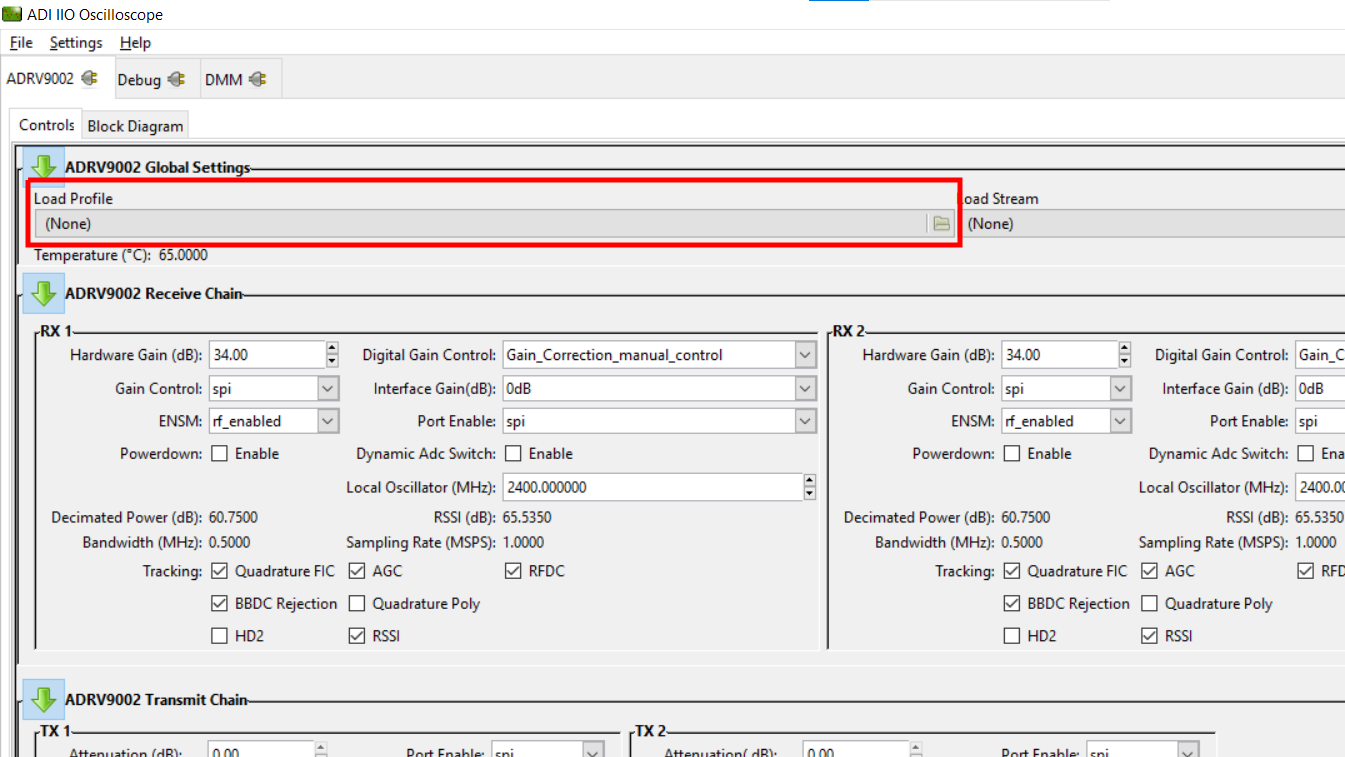 ADI IIO Oscilloscope
File Settings Help
ADRV9002 Debug DMM
Controls Block Diagram
ADRV9002 Global Settings
Load Profile oad Stream
(None) (None)
Temperature (°C): 65.0000
ADRV9002 Receive Chain
RX 1 RX 2
Hardware Gain (dB): 34.00 Digital Gain Control: Gain_Correction_manual_control Hardware Gain (dB): 34.00 Digital Gain Control: Gain_C
Gain Control: spi Interface Gain(dB): 0dB Gain Control: spi Interface Gain (dB): 0dB
ENSM: rf_enabled Port Enable: spi ENSM: rf_enabled Port Enable: spi
Powerdown: Enable Dynamic Adc Switch: Enable Powerdown: Enable Dynamic Adc Switch: Ena
Local Oscillator (MHz): 2400.000000 Local Oscillator (MHz): 2400.00
Decimated Power (dB): 60.7500 RSSI (dB): 65.5350 Decimated Power (dB): 60.7500 RSSI (dB): 65.5350
Bandwidth (MHz): 0.5000 Sampling Rate (MSPS): 1.0000 Bandwidth (MHz): 0.5000 Sampling Rate (MSPS): 1.0000
Tracking: Quadrature FIC AGC RFDC Tracking: Quadrature FIC AGC RFD
BBDC Rejection Quadrature Poly BBDC Rejection Quadrature Poly
HD2 RSSI HD2 RSSI
ADRV9002 Transmit Chain
TX 1 TX 2
Attenuation (dB): 0.00 Port Enable: spi Attenuation( dB): 0.00 Port Enable: spi